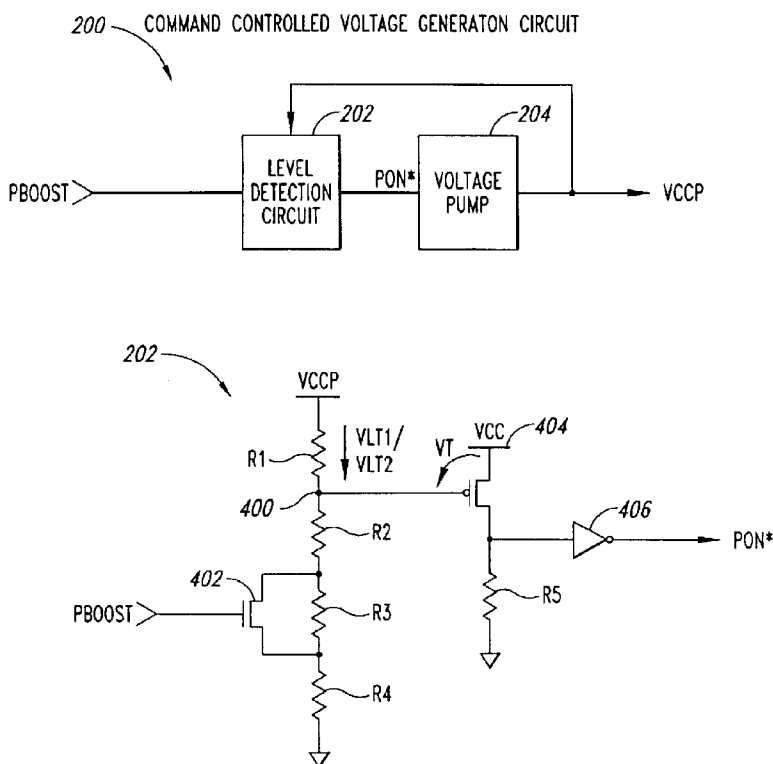 200
COMMAND CONTROLLED VOLTAGE GENERATON CIRCUIT
202
204
PBOOST
LEVEL
DETECTION
CIRCUIT
PON*
VOLTAGE
PUMP
VCCP
202
VCCP
R1
VLT1/
VLT2
VT
VCC
404
400
R2
406
PON*
402
PBOOST
R3
R5
R4